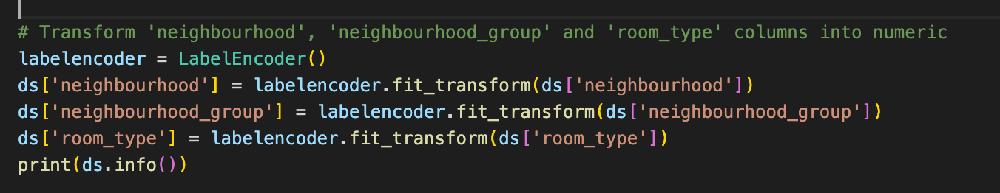 # Transform 'neighbourhood', 'neighbourhood_group' and 'room_type' columns into numeric
labelencoder = LabelEncoder()
ds['neighbourhood'] = labelencoder.fit_transform(ds['neighbourhood'])
ds['neighbourhood_group'] = labelencoder.fit_transform(ds['neighbourhood_group'])
ds['room_type'] = labelencoder.fit_transform(ds['room_type'])
print(ds.info())